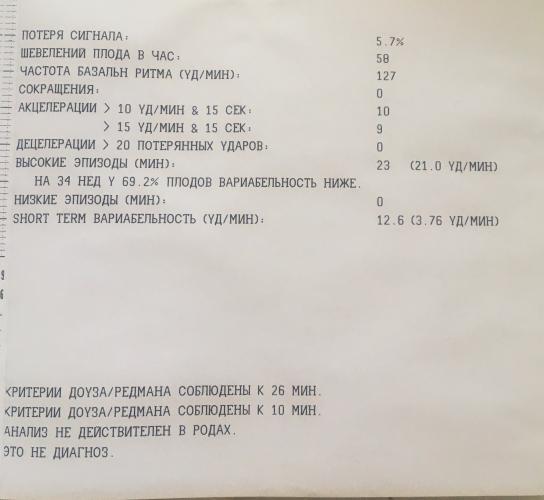 ПОТЕРЯ СИГНАЛА: 5.7%
ШЕВЕЛЕНИЙ ПЛОДА В ЧАС: 58
ЧАСТОТА БАЗАЛЬН РИТМА (УД/МИН): 127
СОКРАЩЕНИЯ: 0
АКЦЕЛЕРАЦИИ > 10 УД/МИН & 15 СЕК: 10
> 15 УД/МИН & 15 СЕК: 9
ДЕЦЕЛЕРАЦИИ > 20 ПОТЕРЯННЫХ УДАРОВ: 0
ВЫСОКИЕ ЭПИЗОДЫ (МИН): 23 (21.0 УД/МИН)
НА 34 НЕД У 69.2% ПЛОДОВ ВАРИАБЕЛЬНОСТЬ НИЖЕ.
НИЗКИЕ ЭПИЗОДЫ (МИН): 0
SHORT TERM ВАРИАБЕЛЬНОСТЬ (УД/МИН): 12.6 (3.76 УД/МИН)
КРИТЕРИИ ДОУЗА/РЕДМАНА СОБЛЮДЕНЫ К 26 МИН.
КРИТЕРИИ ДОУЗА/РЕДМАНА СОБЛЮДЕНЫ К 10 МИН.
АНАЛИЗ НЕ ДЕЙСТВИТЕЛЕН В РОДАХ.
ЭТО НЕ ДИАГНОЗ.